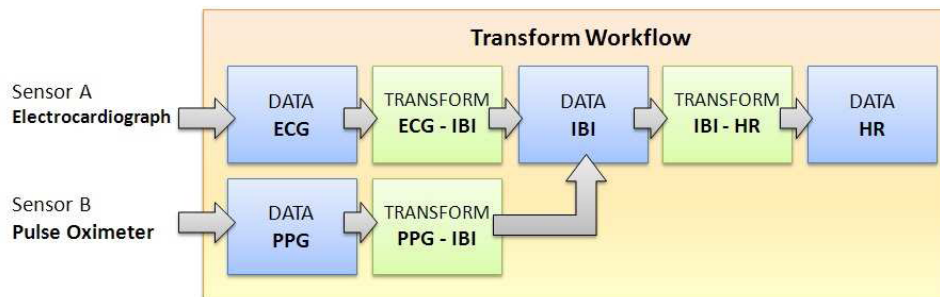 Transform Workflow
Sensor A
Electrocardiograph
DATA
ECG
TRANSFORM
ECG - IBI
DATA
IBI
TRANSFORM
IBI - HR
DATA
HR
Sensor B
Pulse Oximeter
DATA
PPG
TRANSFORM
PPG - IBI